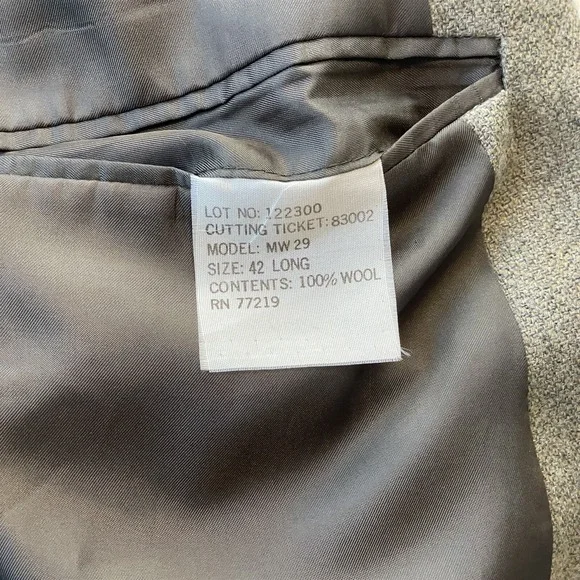 LOT NO: 122300
CUTTING TICKET: 83002
MODEL: MW 29
SIZE: 42 LONG
CONTENTS: 100% WOOL
RN 77219